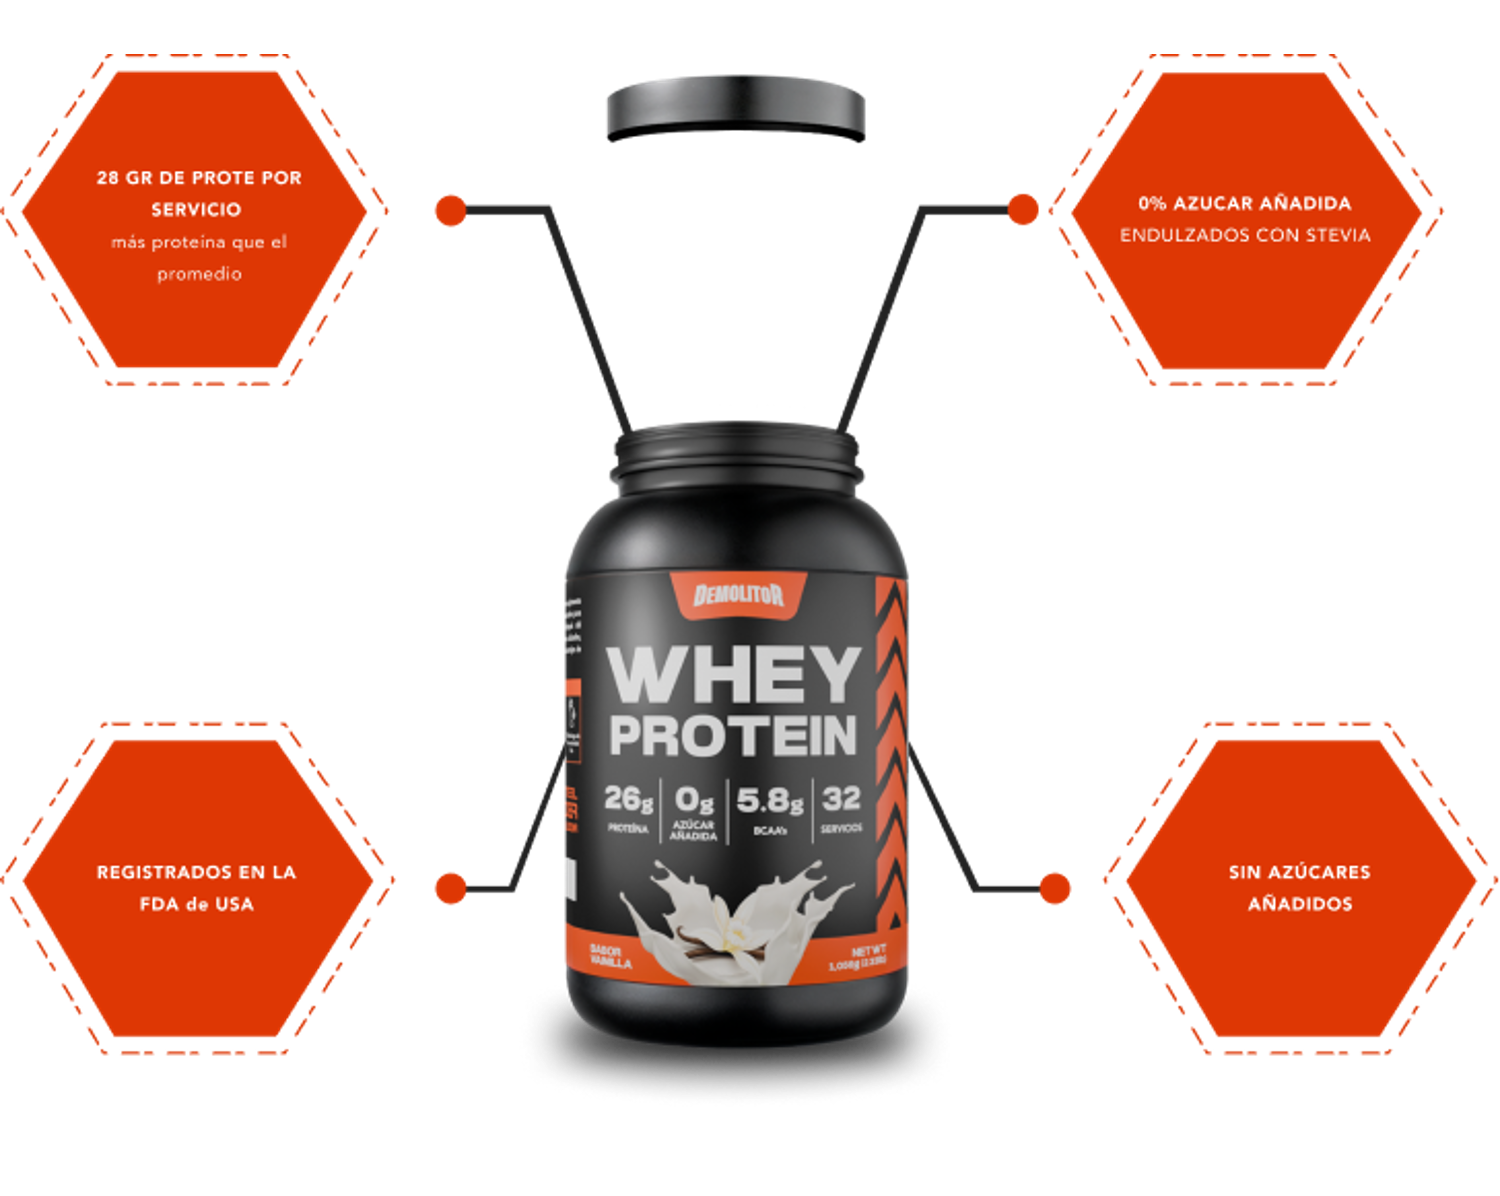 28 GR DE PROTE POR
SERVICIO
más proteína que el
promedio
0% AZUCAR AÑADIDA
ENDULZADOS CON STEVIA
DEMOLITOR
WHEY
PROTEIN
26g
PROTEÍNA
0g
AZÚCAR
AÑADIDA
5.8g
BCAA's
32
SERVICIOS
SABOR
VAINILLA
NET WT
REGISTRADOS EN LA
FDA de USA
SIN AZÚCARES
AÑADIDOS